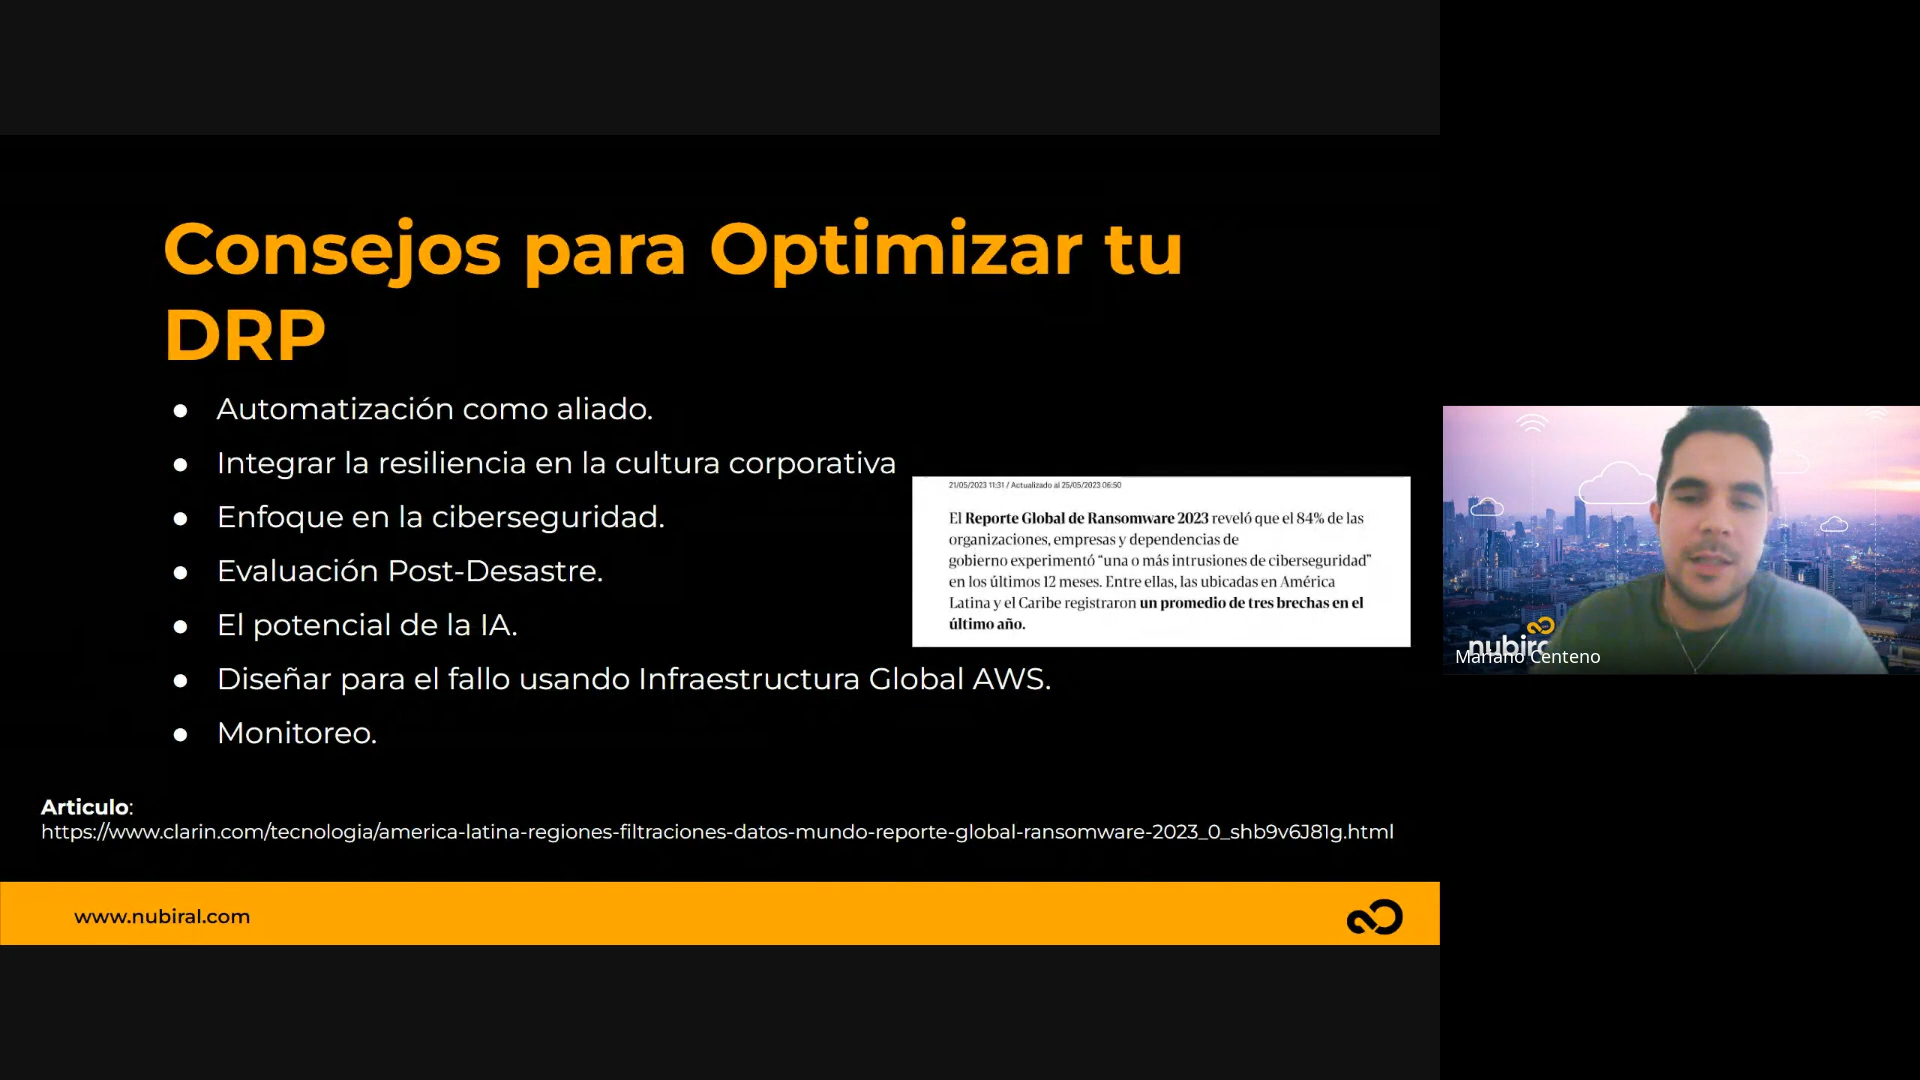 Consejos para Optimizar tu
DRP
● Automatización como aliado.
● Integrar la resiliencia en la cultura corporativa
● Enfoque en la ciberseguridad.
● Evaluación Post-Desastre.
● El potencial de la IA.
● Diseñar para el fallo usando Infraestructura Global AWS.
● Monitoreo.
21/05/2023 11:31 / Actualizado al 25/05/2023 06:50
El Reporte Global de Ransomware 2023 reveló que el 84% de las
organizaciones, empresas y dependencias de
gobierno experimentó “una o más intrusiones de ciberseguridad”
en los últimos 12 meses. Entre ellas, las ubicadas en América
Latina y el Caribe registraron un promedio de tres brechas en el
último año.
Articulo:
https://www.clarin.com/tecnologia/america-latina-regiones-filtraciones-datos-mundo-reporte-global-ransomware-2023_0_shb9v6J81g.html
www.nubiral.com
Mariano Centeno